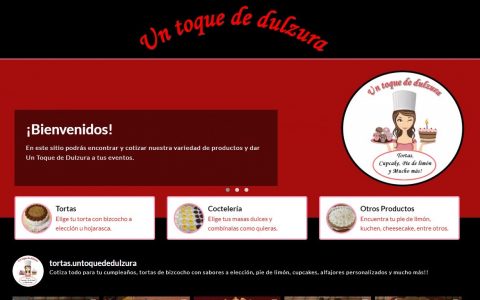 Un toque de dulzura
¡Bienvenidos!
En este sitio podrás encontrar y cotizar nuestra variedad de productos y dar
Un Toque de Dulzura a tus eventos.
Un toque de dulzura
Tortas,
Cupcake, Pie de limón
y Mucho más!
Tortas
Elige tu torta con bizcocho a
elección u hojarasca.
Coctelería
Elige tus masas dulces y
combínalas como quieras.
Otros Productos
Encuentra tu pie de limón,
kuchen, cheesecake, entre otros.
tortas.untoquededulzura
Cotiza todo para tu cumpleaños, tortas de bizcocho con sabores a elección, pie de limón, cupcakes, alfajores personalizados y mucho más!!